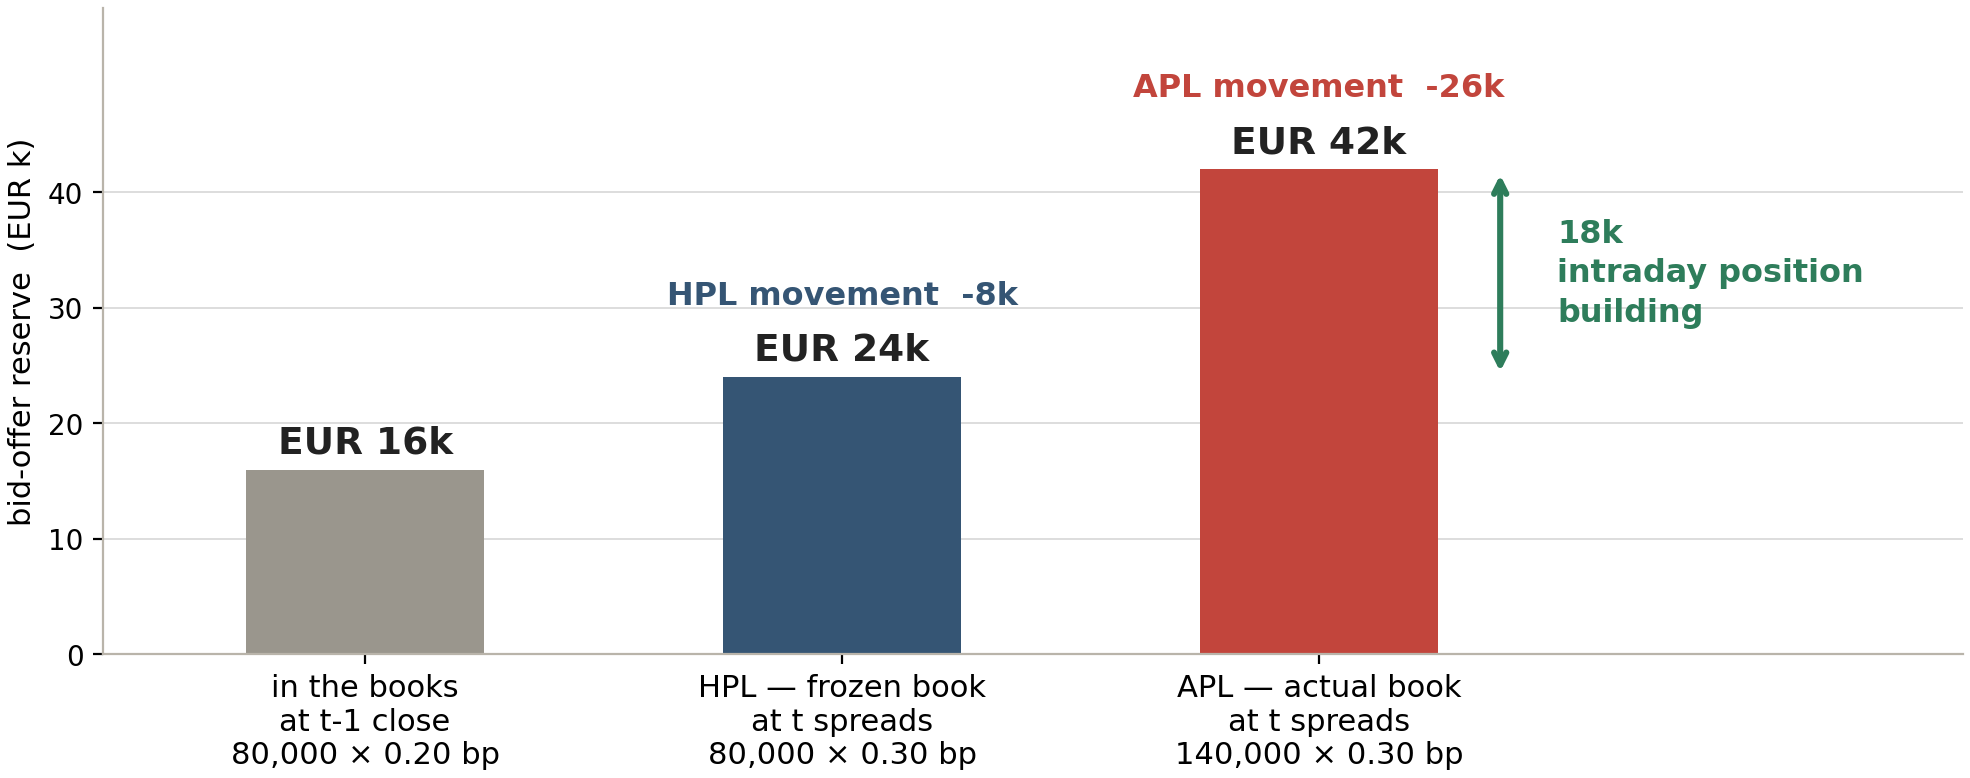 APL movement  -26k
EUR 42k
18k
intraday position
building
HPL movement  -8k
EUR 24k
EUR 16k
bid-offer reserve  (EUR k)
40
30
20
10
0
in the books
at t-1 close
80,000 × 0.20 bp
HPL — frozen book
at t spreads
80,000 × 0.30 bp
APL — actual book
at t spreads
140,000 × 0.30 bp